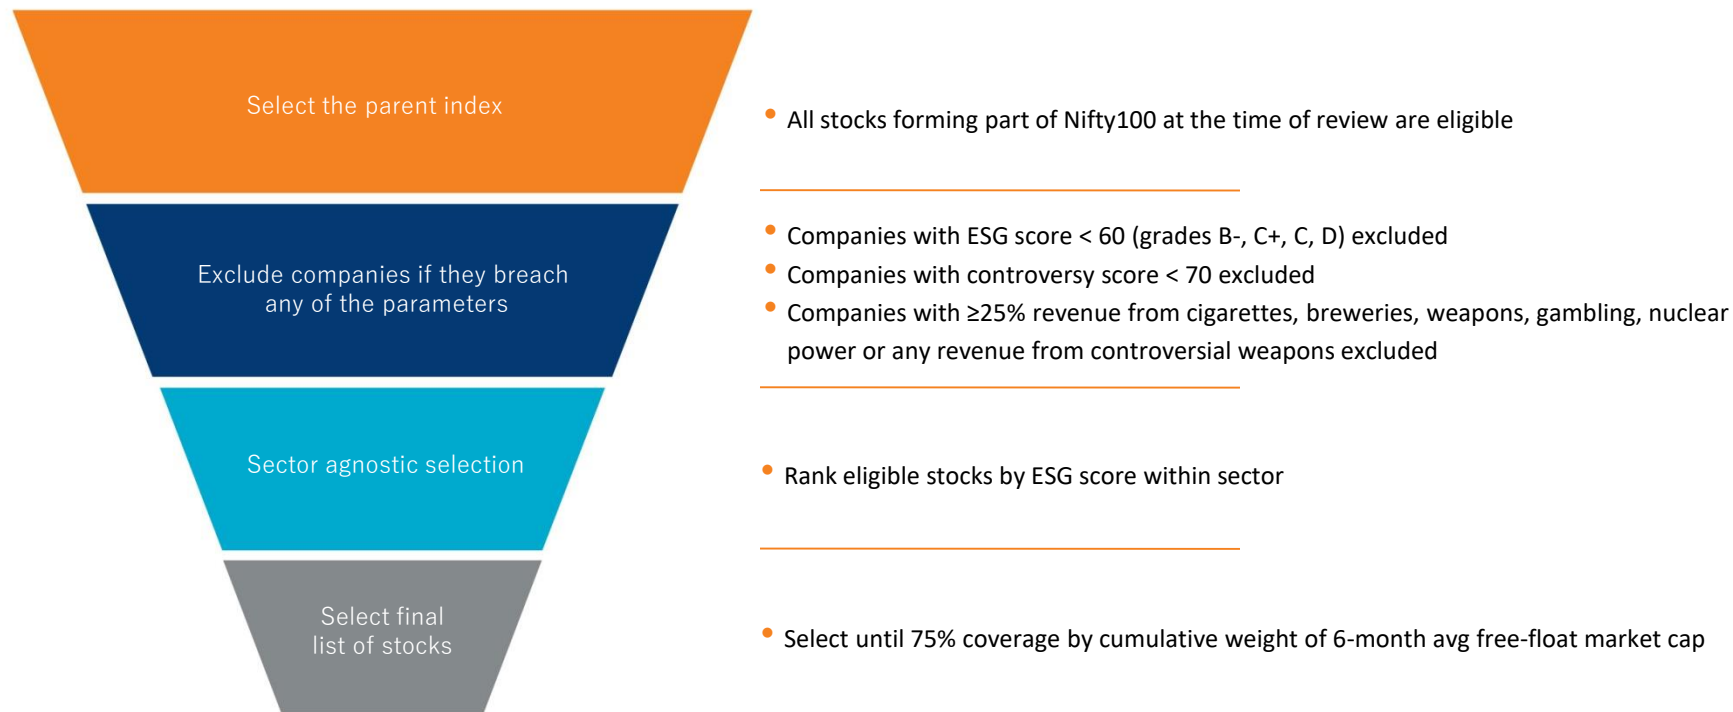 Select the parent index
• All stocks forming part of Nifty100 at the time of review are eligible
Exclude companies if they breach
any of the parameters
• Companies with ESG score < 60 (grades B-, C+, C, D) excluded
• Companies with controversy score < 70 excluded
• Companies with ≥25% revenue from cigarettes, breweries, weapons, gambling, nuclear
power or any revenue from controversial weapons excluded
Sector agnostic selection
• Rank eligible stocks by ESG score within sector
Select final
list of stocks
• Select until 75% coverage by cumulative weight of 6-month avg free-float market cap